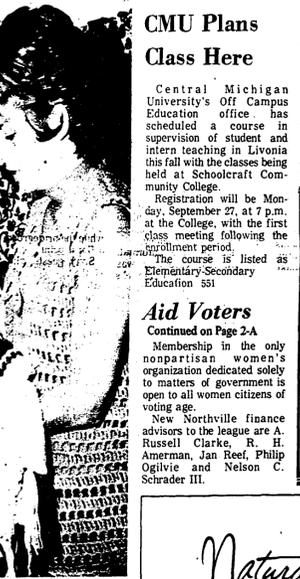 CMU Plans
Class Here
Central Michigan
University's Off Campus
Education office has
scheduled a course in
supervision of student and
intern teaching in Livonia
this fall with the classes being
held at Schoolcraft Com-
munity College.
Registration will be Mon-
day, September 27, at 7 p.m.
at the College, with the first
class meeting following the
enrollment period.
The course is listed as
Elementary-Secondary
Education 551
Aid Voters
Continued on Page 2-A
Membership in the only
nonpartisan women's
organization dedicated solely
to matters of government is
open to all women citizens of
voting age.
New Northville finance
advisors to the league are A.
Russell Clarke, R. H.
Amerman, Jan Reef, Philip
Ogilvie and Nelson C.
Schrader III.